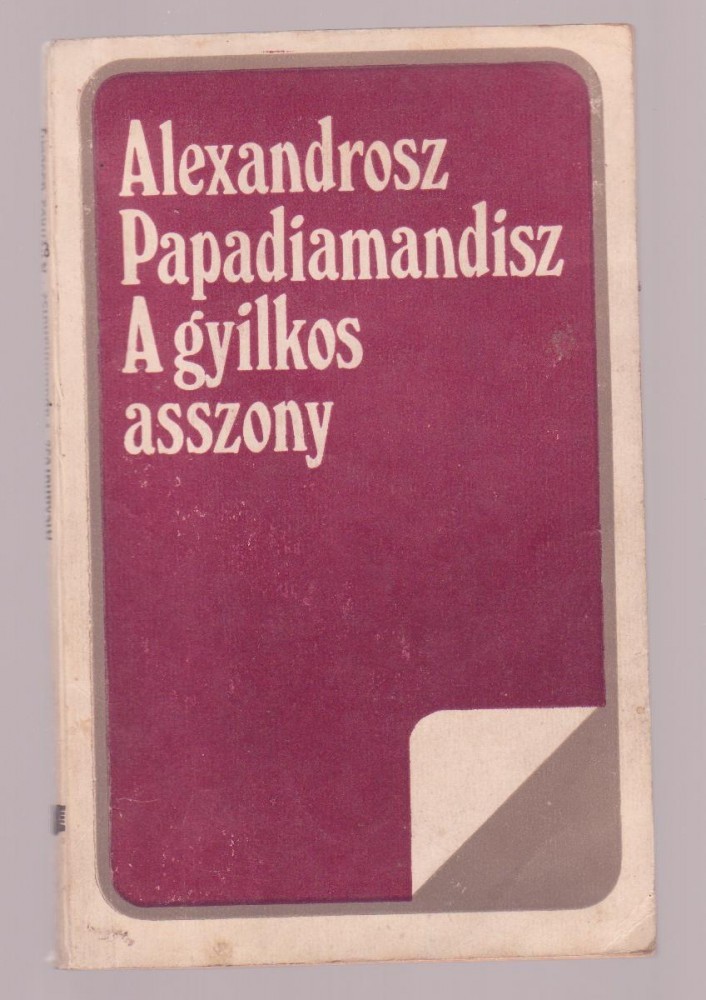 Alexandrosz
Papadiamandisz
A gyilkos
asszony